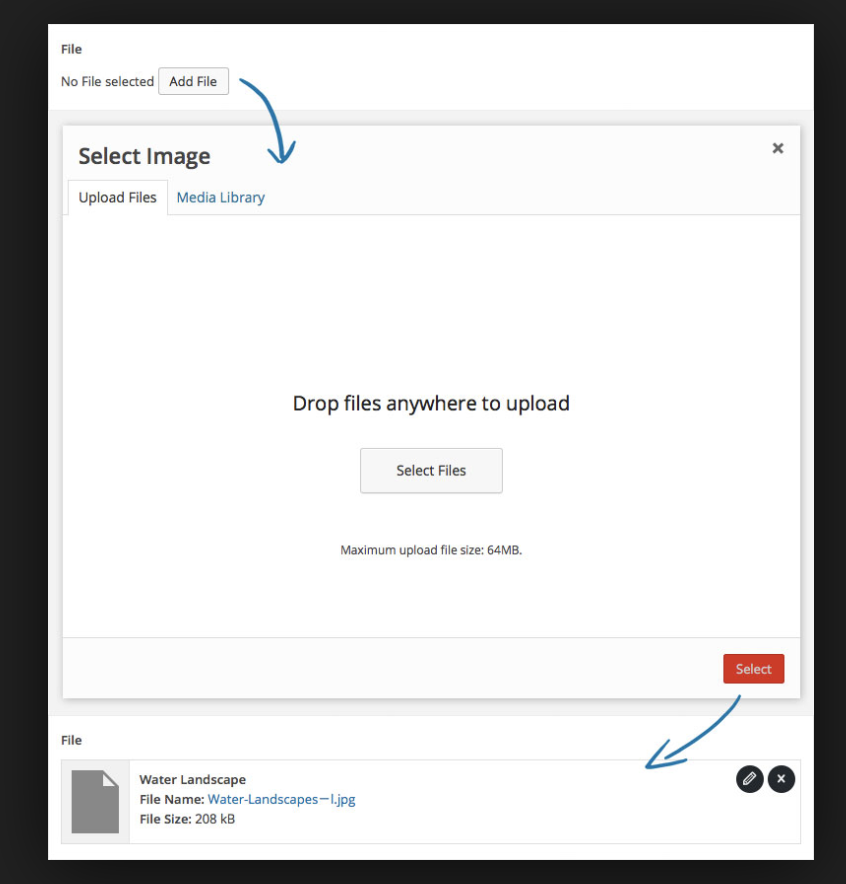 File
No File selected Add File
Select Image
Upload Files Media Library
Drop files anywhere to upload
Select Files
Maximum upload file size: 64MB.
Select
File
Water Landscape
File Name: Water-Landscapes—l.jpg
File Size: 208 kB